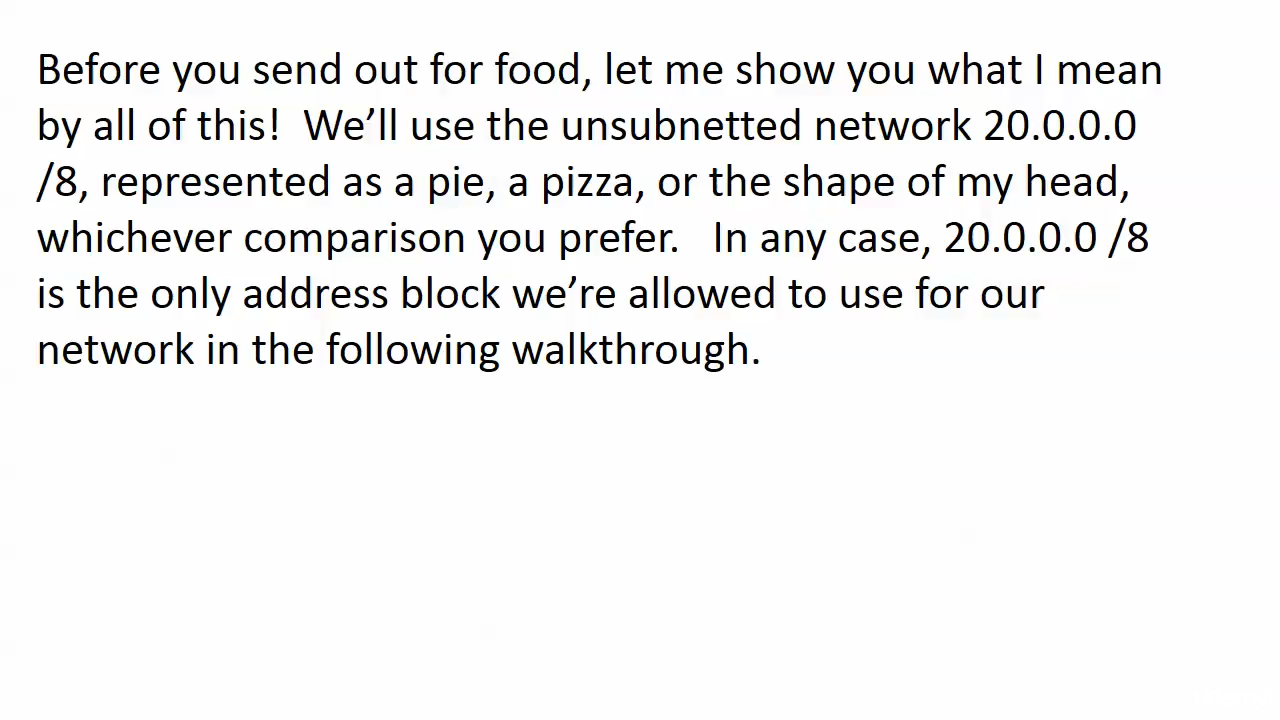 Before you send out for food, let me show you what I mean
by all of this!  We’ll use the unsubnetted network 20.0.0.0
/8, represented as a pie, a pizza, or the shape of my head,
whichever comparison you prefer.   In any case, 20.0.0.0 /8
is the only address block we’re allowed to use for our
network in the following walkthrough.